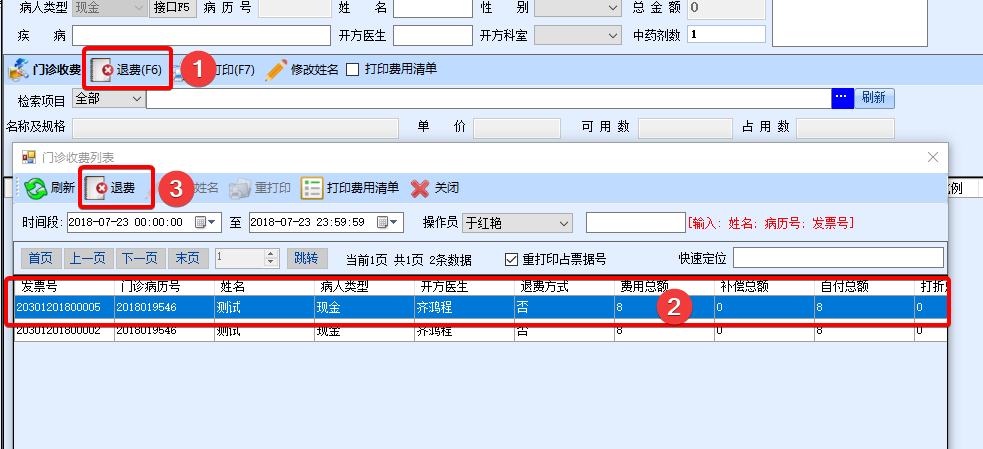 病人类型 现金 接口F5 病 历 号 姓 名 性 别 总 金 额 0
疾 病 开方医生 开方科室 中药剂数 1
门诊收费 退费(F6) 1 打印(F7) 修改姓名 打印费用清单
检索项目 全部 ... 刷新
名称及规格 单 价 可 用 数 占 用 数
门诊收费列表
刷新 退费 3 姓名 重打印 打印费用清单 关闭 例
时间段: 2018-07-23 00:00:00 至 2018-07-23 23:59:59 操作员 于红艳 [输入: 姓名; 病历号; 发票号]
首页 上一页 下一页 末页 1 跳转 当前1页 共1页 2条数据 重打印占票据号 快速定位
发票号 门诊病历号 姓名 病人类型 开方医生 退费方式 费用总额 补偿总额 自付总额
20301201800005 2018019546 测试 现金 齐鸿程 否 8 2 0 8 0
20301201800002 2018019546 测试 现金 齐鸿程 否 8 0 8 0